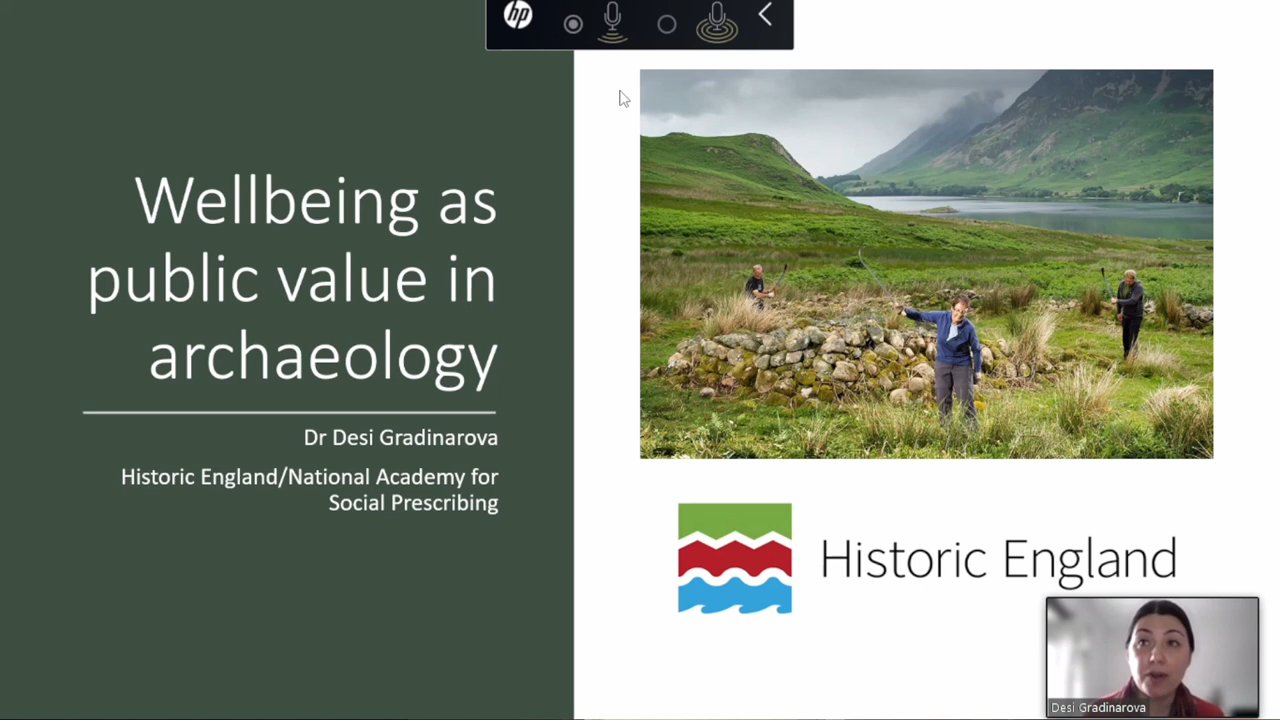 hp
Wellbeing as
public value in
archaeology
Dr Desi Gradinarova
Historic England/National Academy for
Social Prescribing
Historic England
Desi Gradinarova